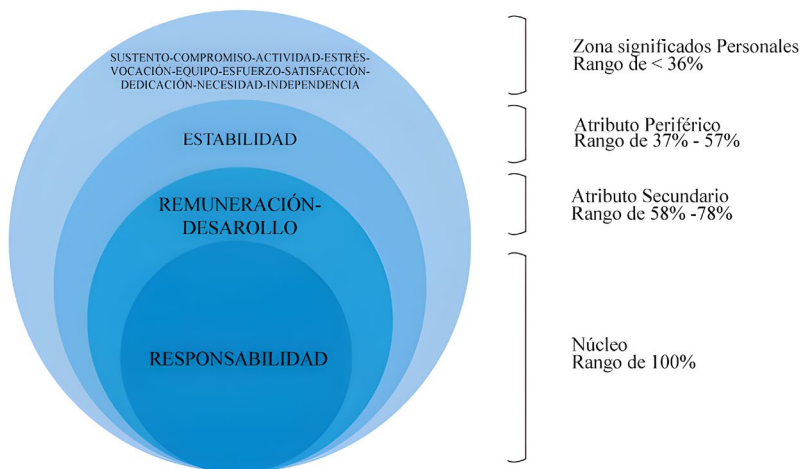 SUSTENTO-COMPROMISO-ACTIVIDAD-ESTRÉS-
VOCACIÓN-EQUIPO-ESFUERZO-SATISFACCIÓN-
DEDICACIÓN-NECESIDAD-INDEPENDENCIA
Zona significados Personales
Rango de < 36%
ESTABILIDAD
Atributo Periférico
Rango de 37% - 57%
REMUNERACIÓN-
DESAROLLO
Atributo Secundario
Rango de 58% -78%
RESPONSABILIDAD
Núcleo
Rango de 100%